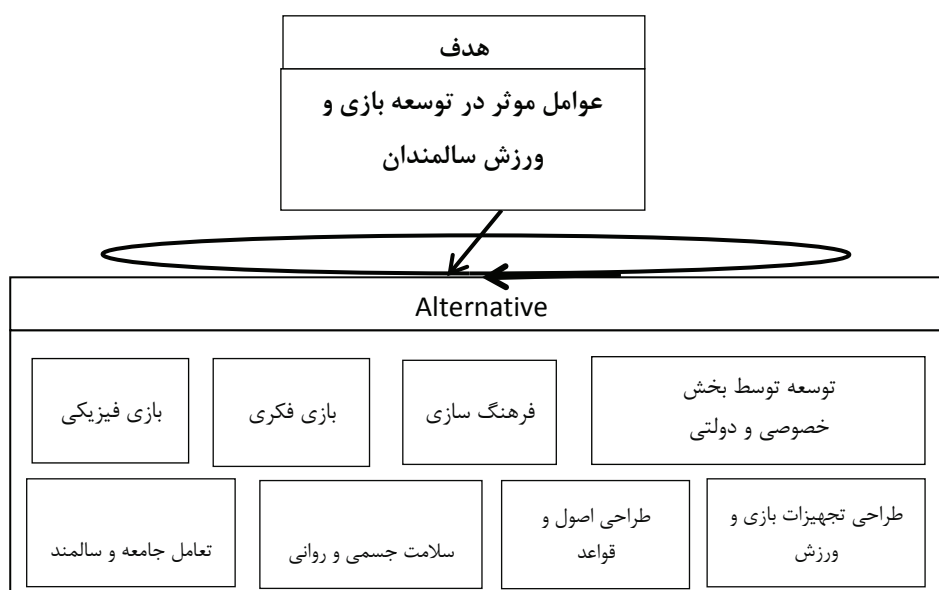 هدف
عوامل موثر در توسعه بازی و
ورزش سالمندان
Alternative
توسعه توسط بخش
خصوصی و دولتی
فرهنگ سازی
بازی فکری
بازی فیزیکی
طراحی تجهیزات بازی و
ورزش
طراحی اصول و
قواعد
سلامت جسمی و روانی
تعامل جامعه و سالمند